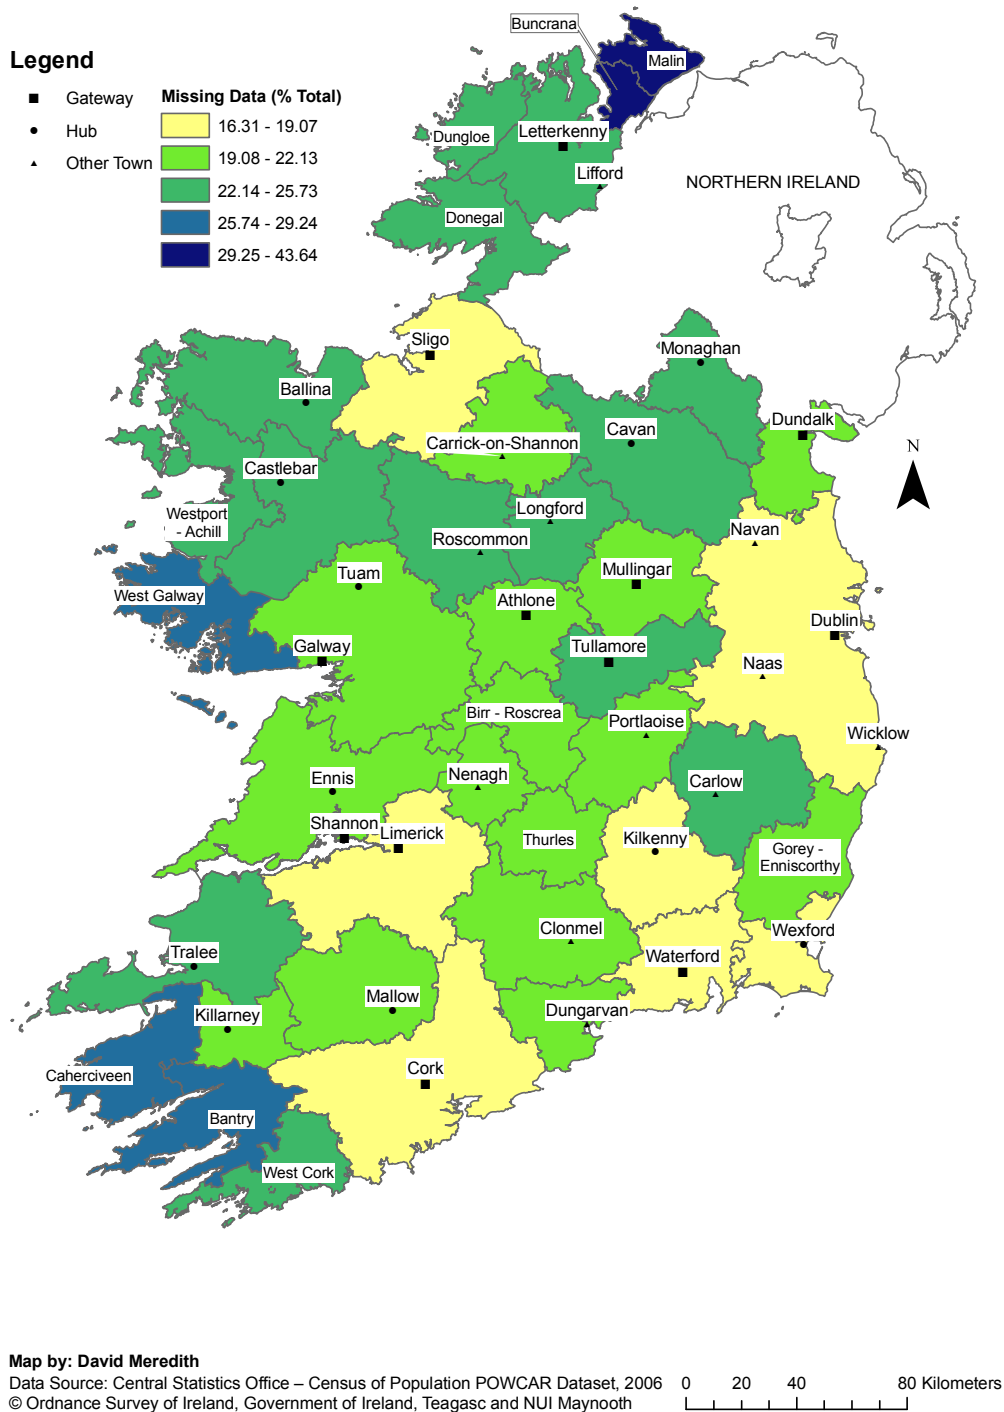 Buncrana
Malin
Legend
Gateway
Hub
Other Town
Missing Data (% Total)
16.31 - 19.07
19.08 - 22.13
22.14 - 25.73
25.74 - 29.24
29.25 - 43.64
Dungloe
Letterkenny
Lifford
Donegal
NORTHERN IRELAND
Sligo
Monaghan
Ballina
Carrick-on-Shannon
Cavan
Dundalk
N
Castlebar
Westport
- Achill
Longford
Roscommon
Navan
West Galway
Tuam
Mullingar
Athlone
Dublin
Galway
Tullamore
Naas
Birr - Roscrea
Portlaoise
Wicklow
Ennis
Nenagh
Carlow
Shannon
Limerick
Thurles
Kilkenny
Gorey -
Enniscorthy
Tralee
Clonmel
Wexford
Waterford
Killarney
Mallow
Dungarvan
Caherciveen
Cork
Bantry
West Cork
Map by: David Meredith
Data Source: Central Statistics Office – Census of Population POWCAR Dataset, 2006
© Ordnance Survey of Ireland, Government of Ireland, Teagasc and NUI Maynooth
0 20 40 80 Kilometers